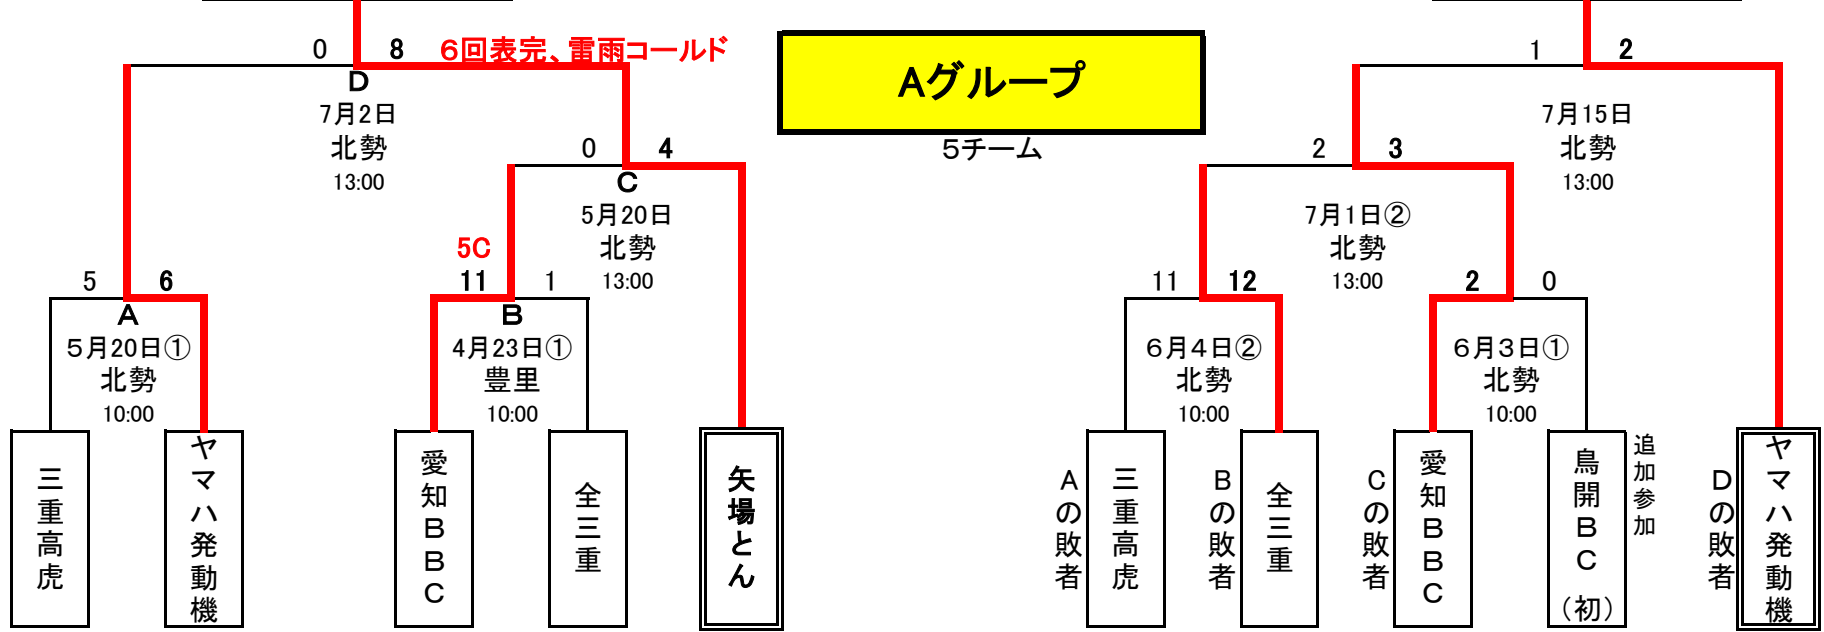 0 8 6回表完、雷雨コールド
D
7月2日
北勢
13:00
0 4
C
5月20日
北勢
13:00
5C
5 6
A
5月20日①
北勢
10:00
11 1
B
4月23日①
豊里
10:00
三重高虎
ヤマハ発動機
愛知BBC
全三重
矢場とん
Aグループ
5チーム
1 2
7月15日
北勢
13:00
2 3
7月1日②
北勢
13:00
11 12
6月4日②
北勢
10:00
2 0
6月3日①
北勢
10:00
Aの敗者
三重高虎
Bの敗者
全三重
Cの敗者
愛知BBC
鳥開BC(初)
追加参加
Dの敗者
ヤマハ発動機